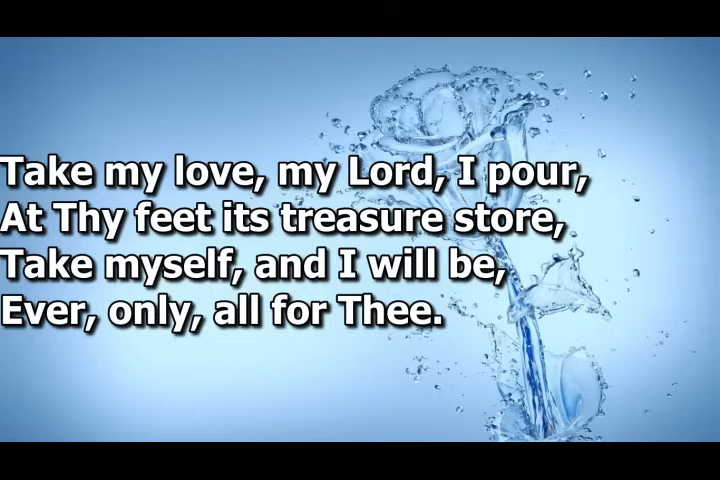 Take my love, my Lord, I pour,
At Thy feet its treasure store,
Take myself, and I will be,
Ever, only, all for Thee.